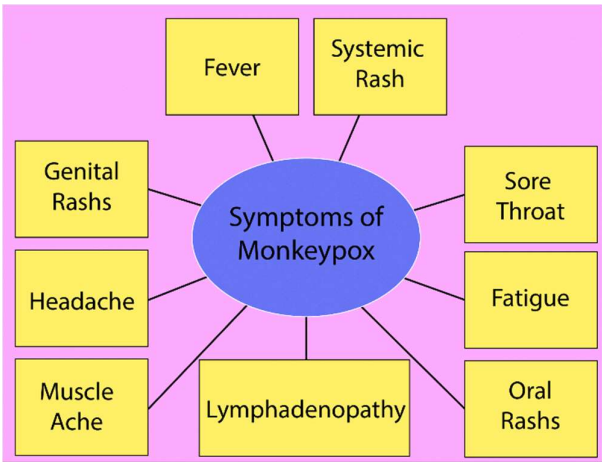 Fever
Systemic
Rash
Genital
Rashs
Symptoms of
Monkeypox
Sore
Throat
Headache
Fatigue
Muscle
Ache
Lymphadenopathy
Oral
Rashs